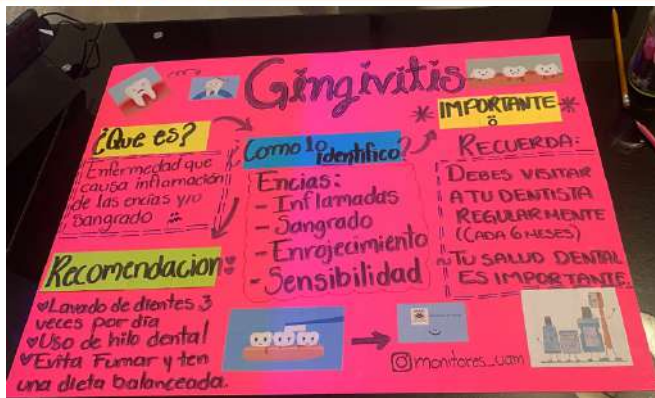 Gingivitis
¿Que es?
Enfermedad que
causa inflamación
de las encías y/o
Sangrado
¿Como lo
identifico?
Encias:
- Inflamadas
- Sangrado
- Enrojecimiento
- Sensibilidad
IMPORTANTE
RECUERDA:
DEBES VISITAR
A TU DENTISTA
REGULARMENTE
(CADA 6 MESES)
~TU SALUD DENTAL
ES IMPORTANTE
Recomendacion:
Lavado de dientes 3
veces por día
Uso de hilo dental
Evita Fumar y ten
una dieta balanceada.
monitores_uam